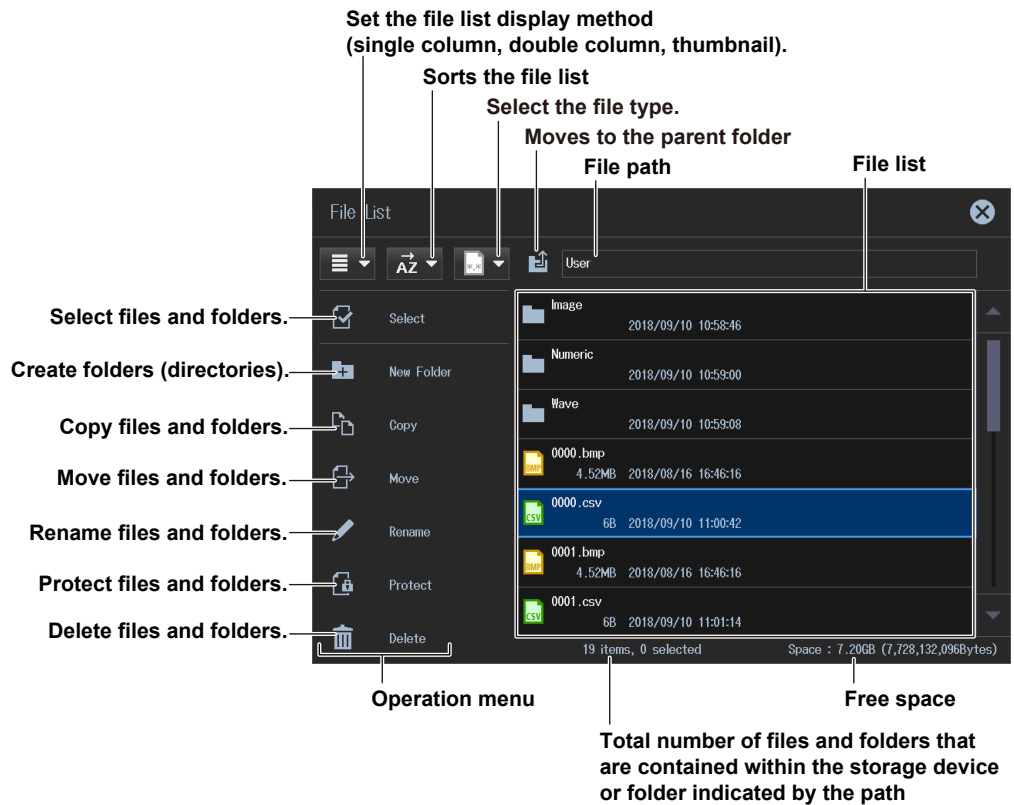 Set the file list display method
(single column, double column, thumbnail).
Sorts the file list
Select the file type.
Moves to the parent folder
File path
File list
File List
AZ
*.*
User
Select files and folders.
Select
Create folders (directories).
New Folder
Copy files and folders.
Copy
Move files and folders.
Move
Rename files and folders.
Rename
Protect files and folders.
Protect
Delete files and folders.
Delete
Image
2018/09/10 10:58:46
Numeric
2018/09/10 10:59:00
Wave
2018/09/10 10:59:08
0000.bmp
BMP
4.52MB 2018/08/16 16:46:16
0000.csv
CSV
6B 2018/09/10 11:00:42
0001.bmp
BMP
4.52MB 2018/08/16 16:46:16
0001.csv
CSV
6B 2018/09/10 11:01:14
19 items, 0 selected
Space : 7.20GB (7,728,132,096Bytes)
Operation menu
Free space
Total number of files and folders that
are contained within the storage device
or folder indicated by the path